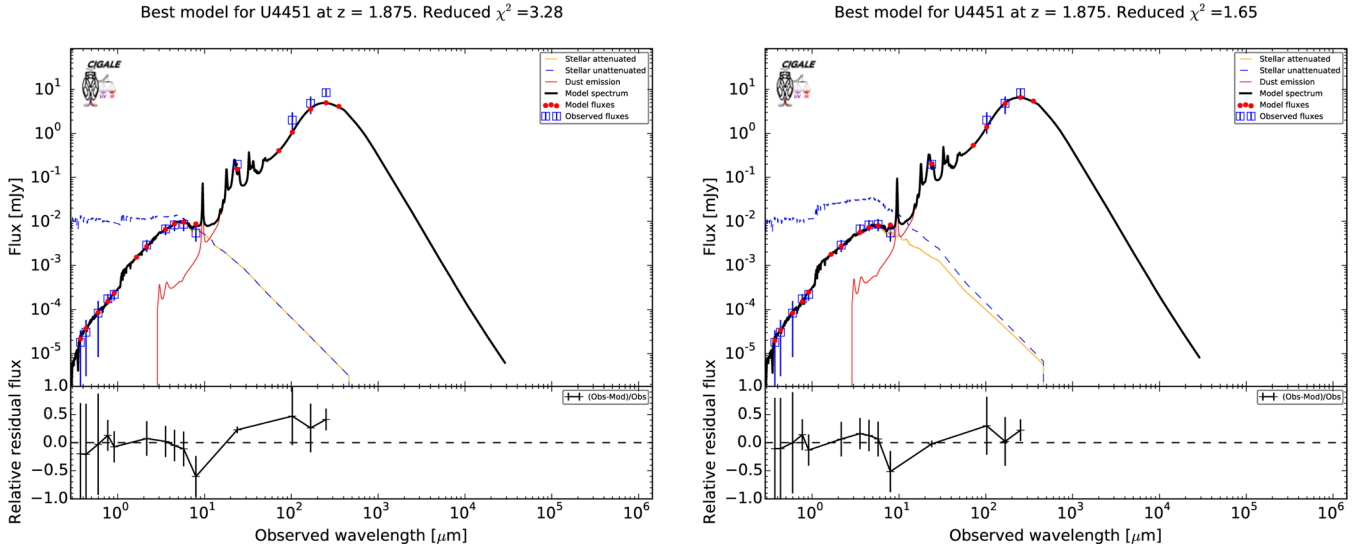 Best model for U4451 at z = 1.875. Reduced χ² =3.28
CIGALE
Stellar attenuated
Stellar unattenuated
Dust emission
Model spectrum
Model fluxes
Observed fluxes
Flux [mJy]
10¹
10⁰
10⁻¹
10⁻²
10⁻³
10⁻⁴
10⁻⁵
Relative residual flux
1.0
0.5
0.0
−0.5
−1.0
(Obs-Mod)/Obs
10⁰ 10¹ 10² 10³ 10⁴ 10⁵ 10⁶
Observed wavelength [μm]
Best model for U4451 at z = 1.875. Reduced χ² =1.65
CIGALE
Stellar attenuated
Stellar unattenuated
Dust emission
Model spectrum
Model fluxes
Observed fluxes
Flux [mJy]
10¹
10⁰
10⁻¹
10⁻²
10⁻³
10⁻⁴
10⁻⁵
Relative residual flux
1.0
0.5
0.0
−0.5
−1.0
(Obs-Mod)/Obs
10⁰ 10¹ 10² 10³ 10⁴ 10⁵ 10⁶
Observed wavelength [μm]